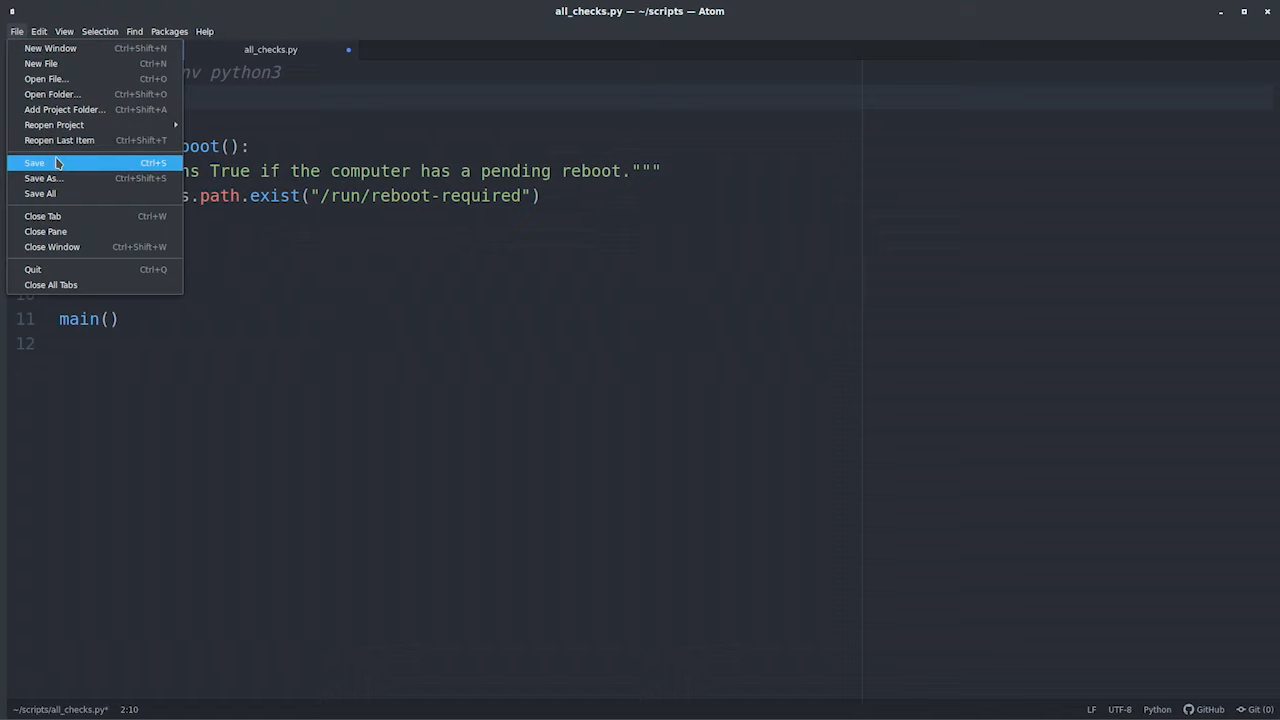 all_checks.py — ~/scripts — Atom
File Edit View Selection Find Packages Help
New Window Ctrl+Shift+N
New File Ctrl+N
Open File... Ctrl+O
Open Folder... Ctrl+Shift+O
Add Project Folder... Ctrl+Shift+A
Reopen Project
Reopen Last Item Ctrl+Shift+T
Save Ctrl+S
Save As... Ctrl+Shift+S
Save All
Close Tab Ctrl+W
Close Pane
Close Window Ctrl+Shift+W
Quit Ctrl+Q
Close All Tabs
all_checks.py
nv python3
boot():
ns True if the computer has a pending reboot."""
s.path.exist("/run/reboot-required")
10
11 main()
12
~/scripts/all_checks.py* 2:10 LF UTF-8 Python GitHub Git (0)